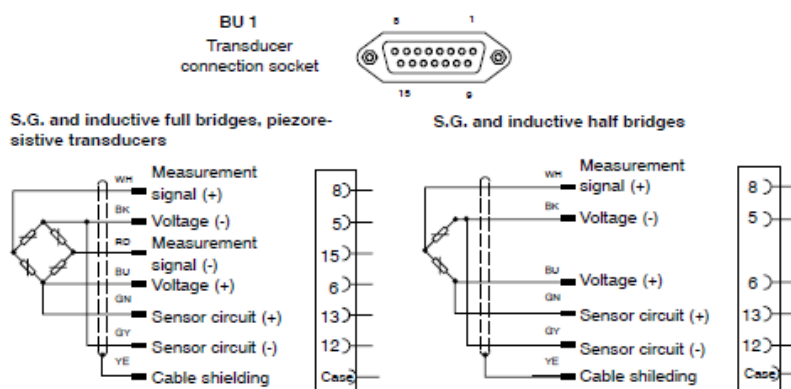 BU 1
Transducer
connection socket
8 1
15 9
S.G. and inductive full bridges, piezore-
sistive transducers
WH Measurement
signal (+) 8
BK Voltage (-) 5
RD Measurement
signal (-) 15
BU Voltage (+) 6
GN Sensor circuit (+) 13
GY Sensor circuit (-) 12
YE Cable shielding Case
S.G. and inductive half bridges
WH Measurement
signal (+) 8
BK Voltage (-) 5
BU Voltage (+) 6
GN Sensor circuit (+) 13
GY Sensor circuit (-) 12
YE Cable shileding Case